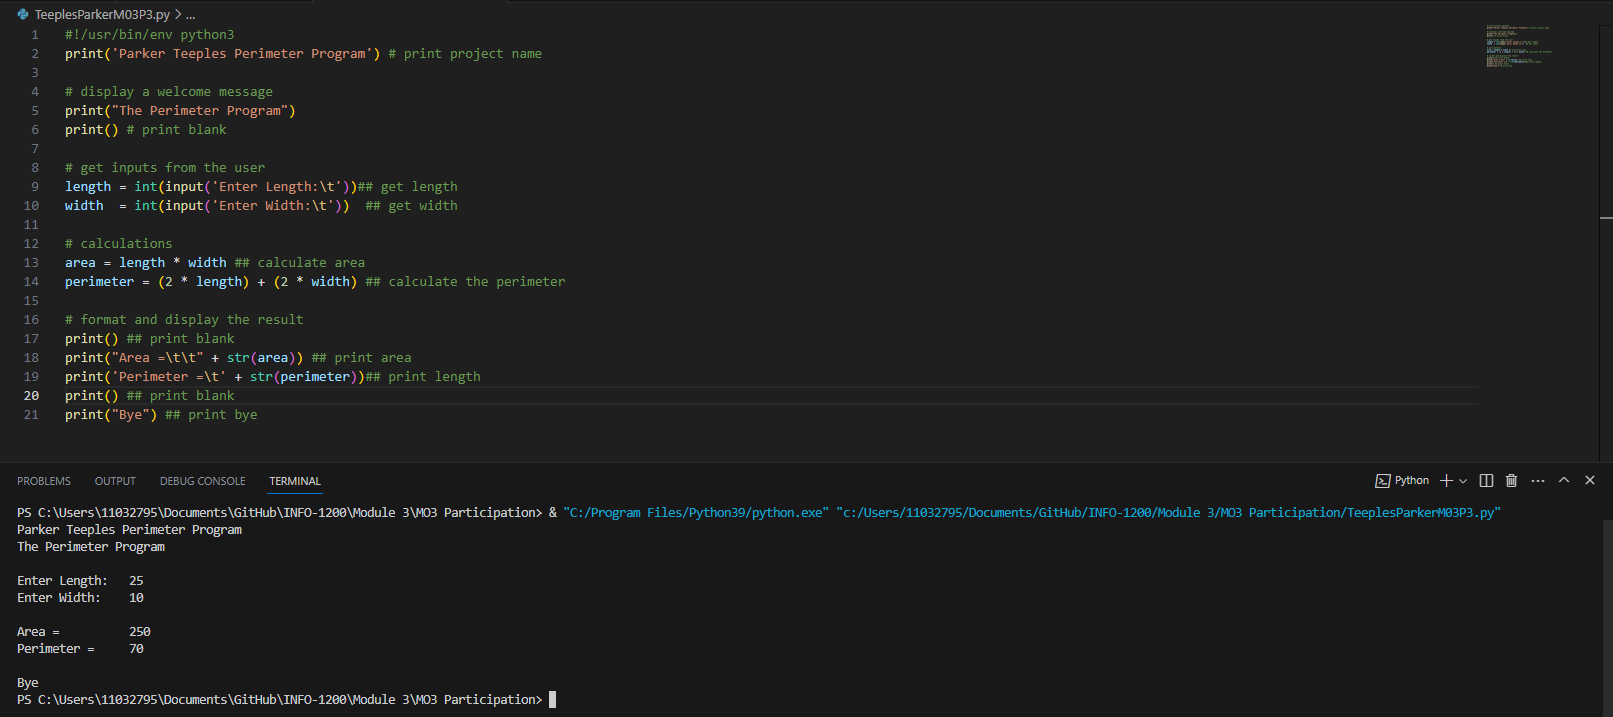 TeeplesParkerM03P3.py > ...
1 #!/usr/bin/env python3
2 print('Parker Teeples Perimeter Program') # print project name
3
4 # display a welcome message
5 print("The Perimeter Program")
6 print() # print blank
7
8 # get inputs from the user
9 length = int(input('Enter Length:\t'))## get length
10 width  = int(input('Enter Width:\t'))  ## get width
11
12 # calculations
13 area = length * width ## calculate area
14 perimeter = (2 * length) + (2 * width) ## calculate the perimeter
15
16 # format and display the result
17 print() ## print blank
18 print("Area =\t\t" + str(area)) ## print area
19 print('Perimeter =\t' + str(perimeter))## print length
20 print() ## print blank
21 print("Bye") ## print bye
PROBLEMS OUTPUT DEBUG CONSOLE TERMINAL Python
PS C:\Users\11032795\Documents\GitHub\INFO-1200\Module 3\MO3 Participation> & "C:/Program Files/Python39/python.exe" "c:/Users/11032795/Documents/GitHub/INFO-1200/Module 3/MO3 Participation/TeeplesParkerM03P3.py"
Parker Teeples Perimeter Program
The Perimeter Program

Enter Length:   25
Enter Width:    10

Area =          250
Perimeter =     70

Bye
PS C:\Users\11032795\Documents\GitHub\INFO-1200\Module 3\MO3 Participation>